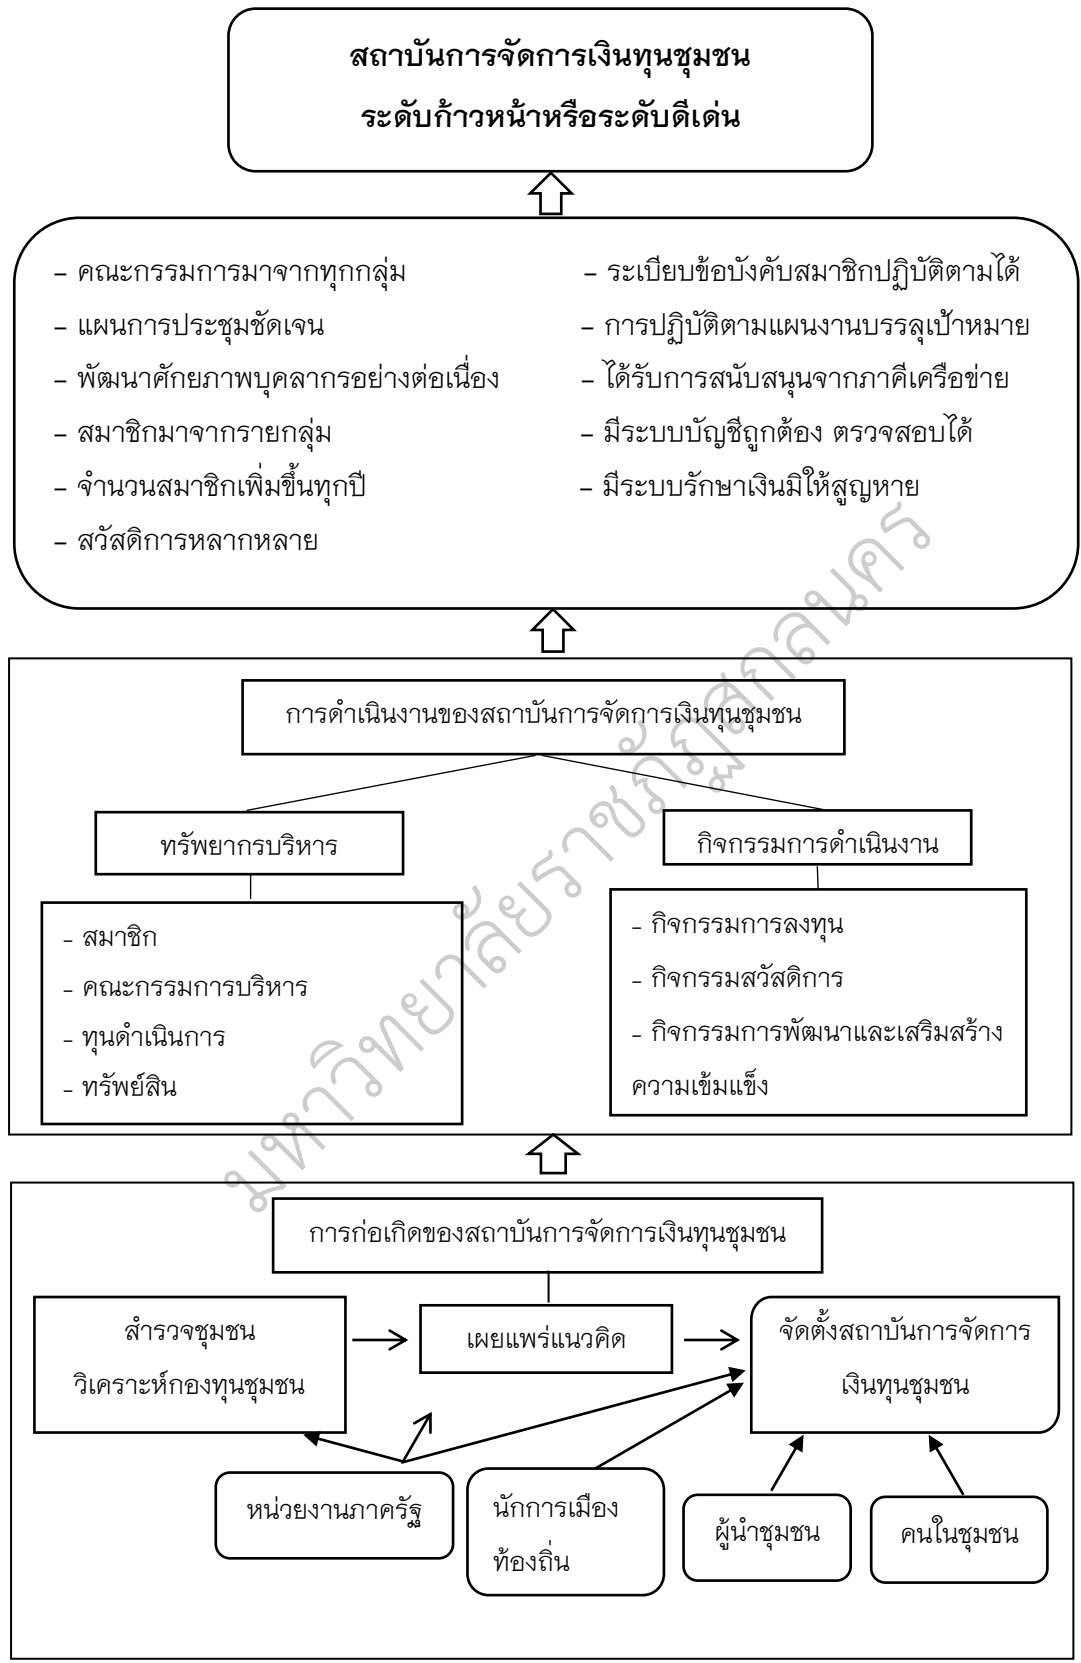 สถาบันการจัดการเงินทุนชุมชน
ระดับก้าวหน้าหรือระดับดีเด่น
- คณะกรรมการมาจากทุกกลุ่ม
- แผนการประชุมชัดเจน
- พัฒนาศักยภาพบุคลากรอย่างต่อเนื่อง
- สมาชิกมาจากรายกลุ่ม
- จำนวนสมาชิกเพิ่มขึ้นทุกปี
- สวัสดิการหลากหลาย
- ระเบียบข้อบังคับสมาชิกปฏิบัติตามได้
- การปฏิบัติตามแผนงานบรรลุเป้าหมาย
- ได้รับการสนับสนุนจากภาคีเครือข่าย
- มีระบบบัญชีถูกต้อง ตรวจสอบได้
- มีระบบรักษาเงินมิให้สูญหาย
การดำเนินงานของสถาบันการจัดการเงินทุนชุมชน
ทรัพยากรบริหาร
- สมาชิก
- คณะกรรมการบริหาร
- ทุนดำเนินการ
- ทรัพย์สิน
กิจกรรมการดำเนินงาน
- กิจกรรมการลงทุน
- กิจกรรมสวัสดิการ
- กิจกรรมการพัฒนาและเสริมสร้าง
ความเข้มแข็ง
การก่อเกิดของสถาบันการจัดการเงินทุนชุมชน
สำรวจชุมชน
วิเคราะห์กองทุนชุมชน
เผยแพร่แนวคิด
จัดตั้งสถาบันการจัดการ
เงินทุนชุมชน
หน่วยงานภาครัฐ
นักการเมือง
ท้องถิ่น
ผู้นำชุมชน
คนในชุมชน
มหาวิทยาลัยราชภัฏสกลนคร